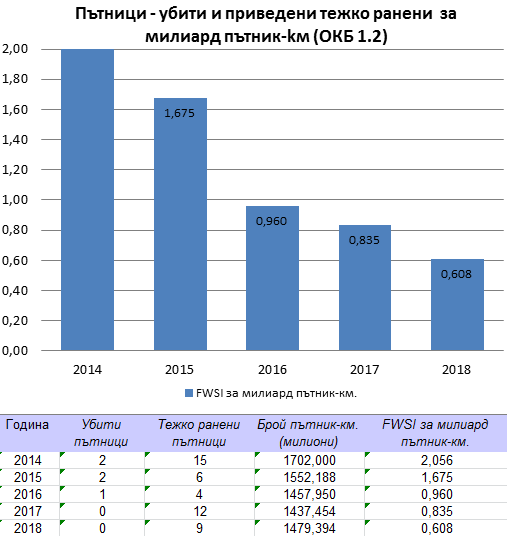 Пътници - убити и приведени тежко ранени за
милиард пътник-км (ОКБ 1.2)
2,00
1,80
1,60
1,40
1,20
1,00
0,80
0,60
0,40
0,20
0,00
1,675
0,960
0,835
0,608
2014 2015 2016 2017 2018
FWSI за милиард пътник-км.
Година Убити пътници Тежко ранени пътници Брой пътник-км. (милиони) FWSI за милиард пътник-км.
2014 2 15 1702,000 2,056
2015 2 6 1552,188 1,675
2016 1 4 1457,950 0,960
2017 0 12 1437,454 0,835
2018 0 9 1479,394 0,608